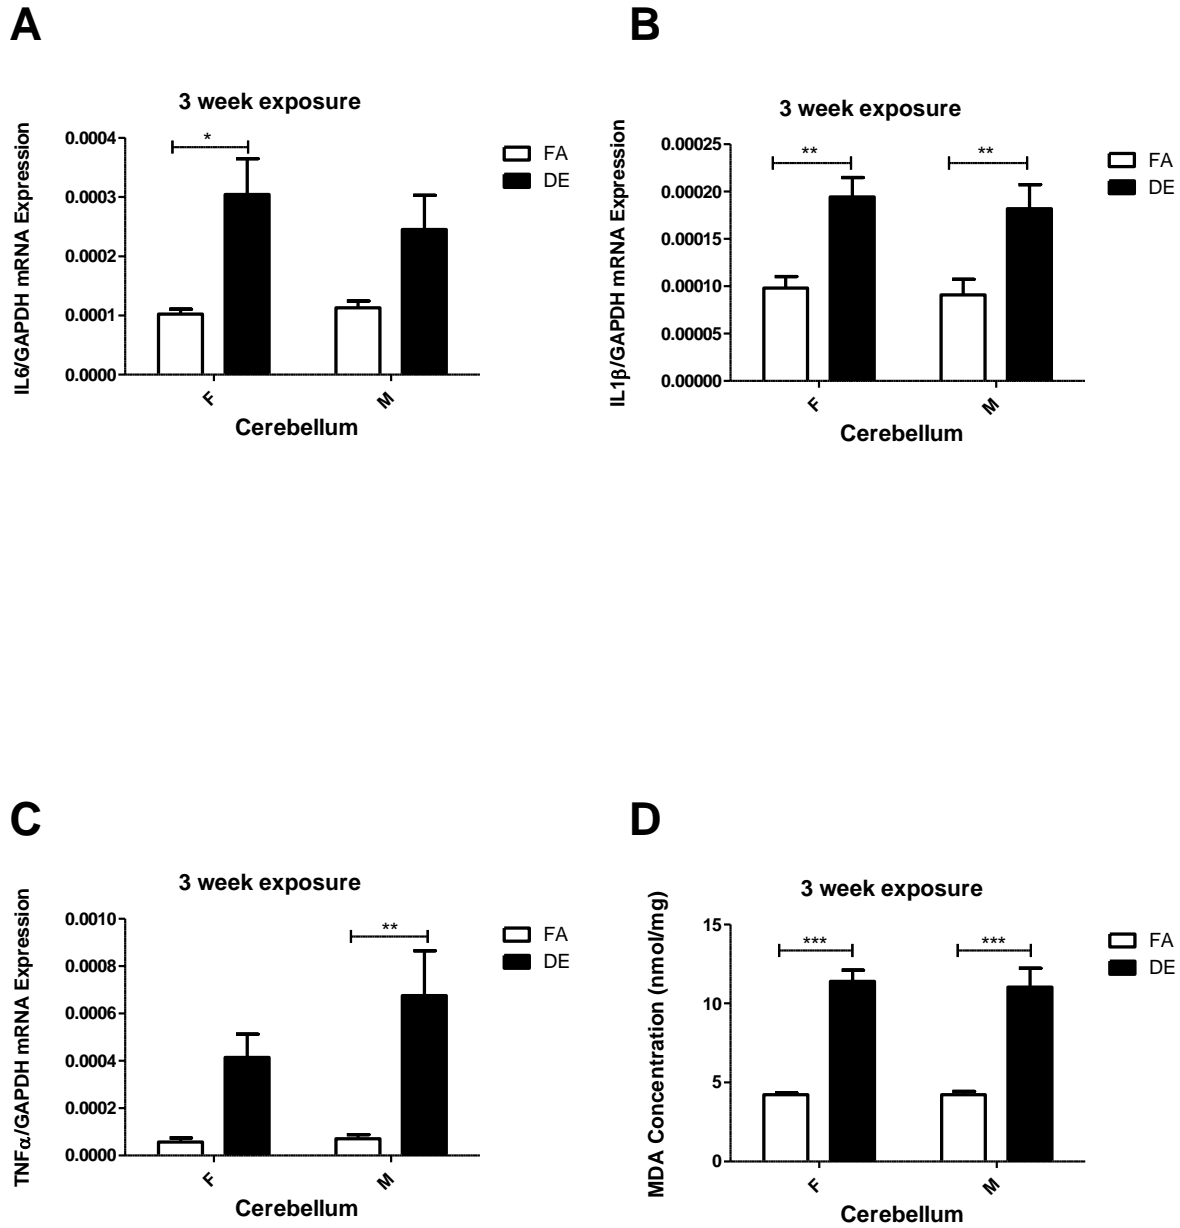 A
3 week exposure
IL6/GAPDH mRNA Expression
0.0004
0.0003
0.0002
0.0001
0.0000
*
F
M
Cerebellum
FA
DE
B
3 week exposure
IL1β/GAPDH mRNA Expression
0.00025
0.00020
0.00015
0.00010
0.00005
0.00000
**
**
F
M
Cerebellum
FA
DE
C
3 week exposure
TNFα/GAPDH mRNA Expression
0.0010
0.0008
0.0006
0.0004
0.0002
0.0000
**
F
M
Cerebellum
FA
DE
D
3 week exposure
MDA Concentration (nmol/mg)
15
10
5
0
***
***
F
M
Cerebellum
FA
DE